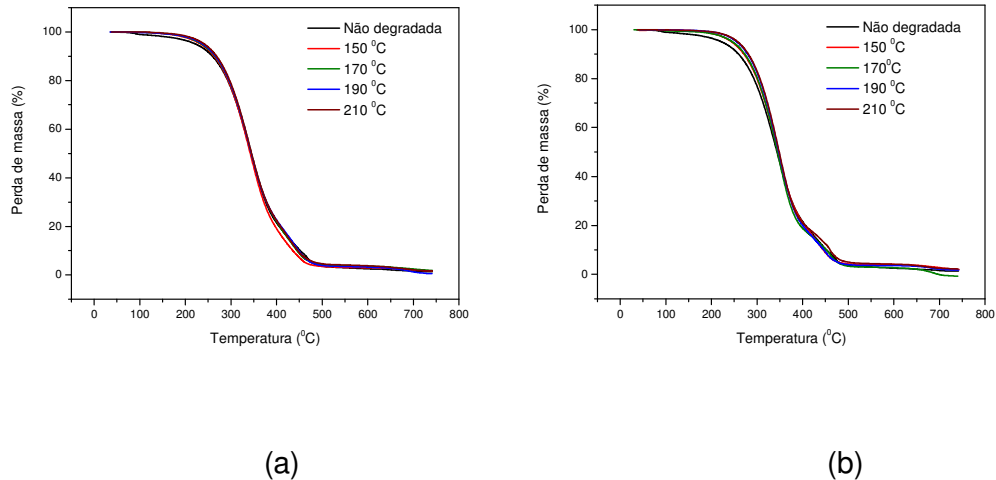 100
80
60
40
20
0
Perda de massa (%)
0 100 200 300 400 500 600 700 800
Temperatura (⁰C)
Não degradada
150 ⁰C
170 ⁰C
190 ⁰C
210 ⁰C
(a)
100
80
60
40
20
0
Perda de massa (%)
0 100 200 300 400 500 600 700 800
Temperatura (⁰C)
Não degradada
150 ⁰C
170⁰C
190 ⁰C
210 ⁰C
(b)